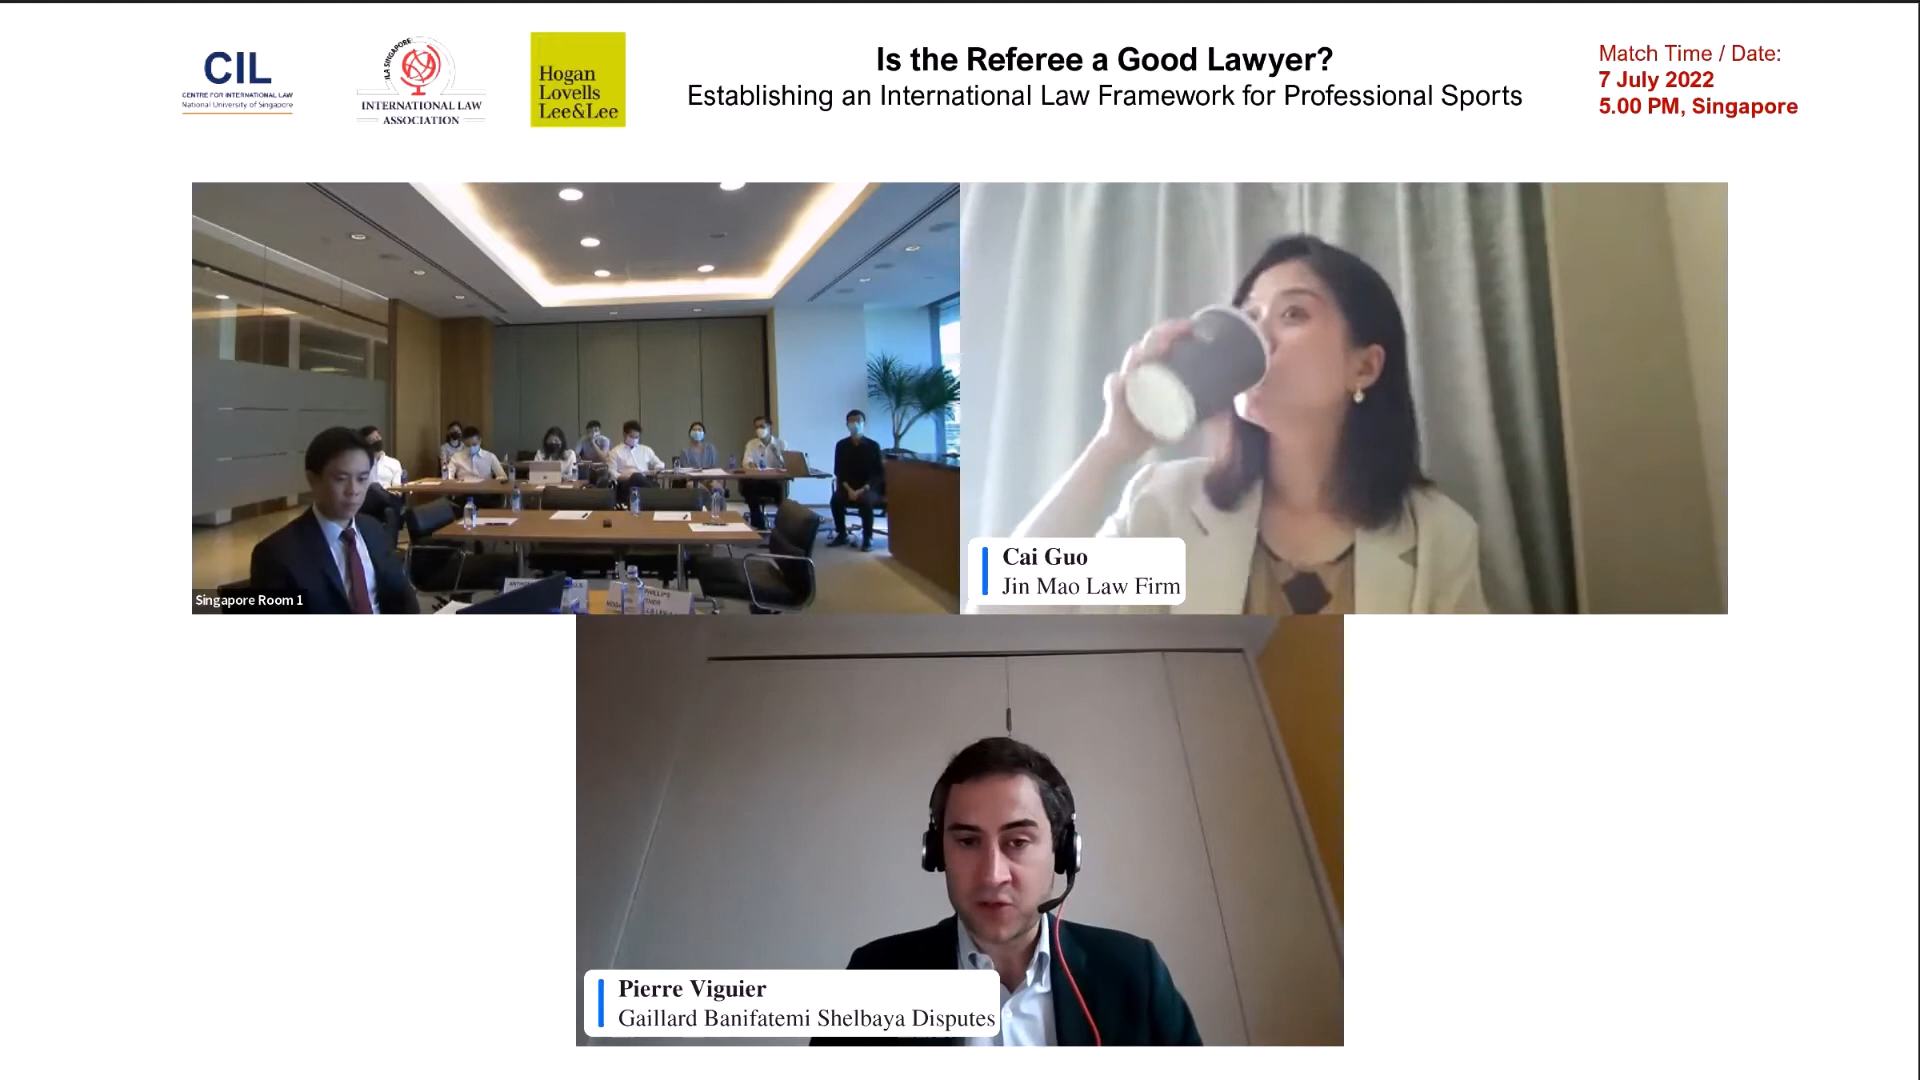 CIL
CENTRE FOR INTERNATIONAL LAW
National University of Singapore
ILA SINGAPORE
INTERNATIONAL LAW
ASSOCIATION
Hogan
Lovells
Lee&Lee
Is the Referee a Good Lawyer?
Establishing an International Law Framework for Professional Sports
Match Time / Date:
7 July 2022
5.00 PM, Singapore
Singapore Room 1
Cai Guo
Jin Mao Law Firm
Pierre Viguier
Gaillard Banifatemi Shelbaya Disputes